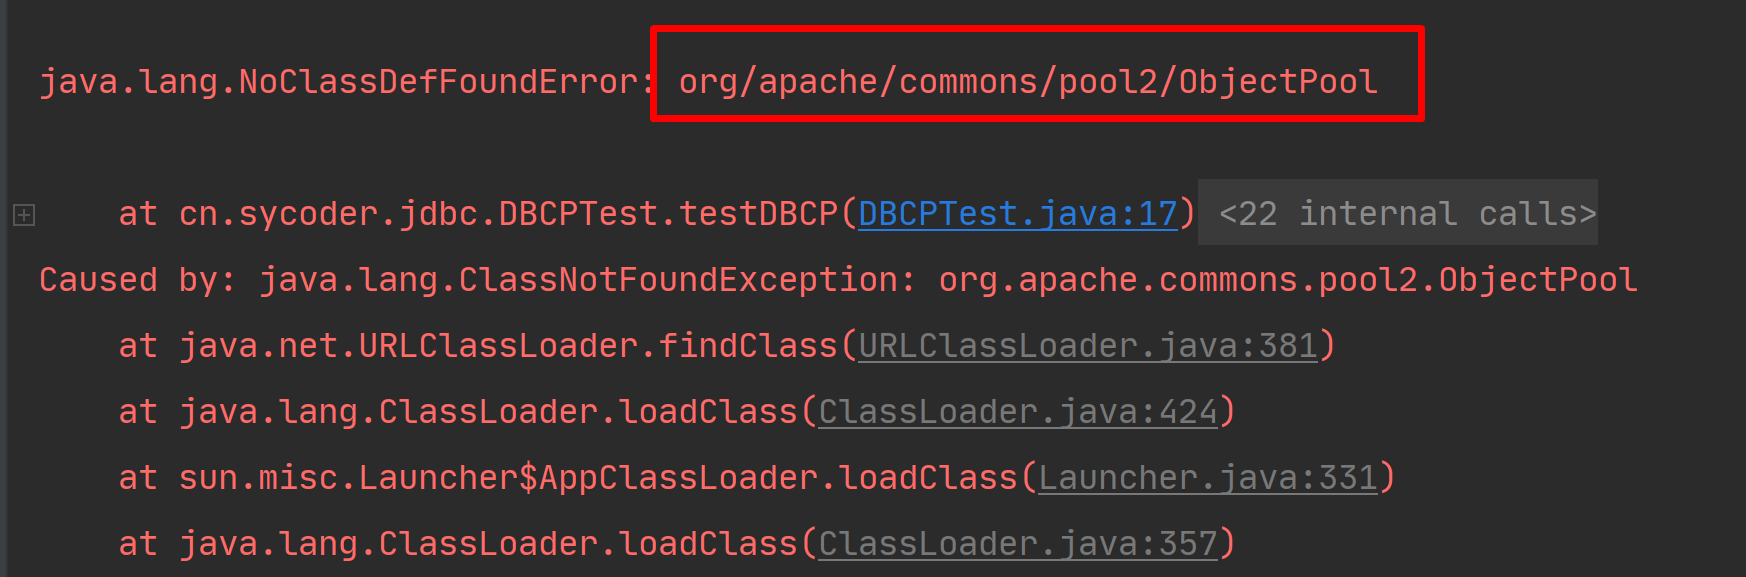 java.lang.NoClassDefFoundError: org/apache/commons/pool2/ObjectPool
at cn.sycoder.jdbc.DBCPTest.testDBCP(DBCPTest.java:17) <22 internal calls>
Caused by: java.lang.ClassNotFoundException: org.apache.commons.pool2.ObjectPool
at java.net.URLClassLoader.findClass(URLClassLoader.java:381)
at java.lang.ClassLoader.loadClass(ClassLoader.java:424)
at sun.misc.Launcher$AppClassLoader.loadClass(Launcher.java:331)
at java.lang.ClassLoader.loadClass(ClassLoader.java:357)